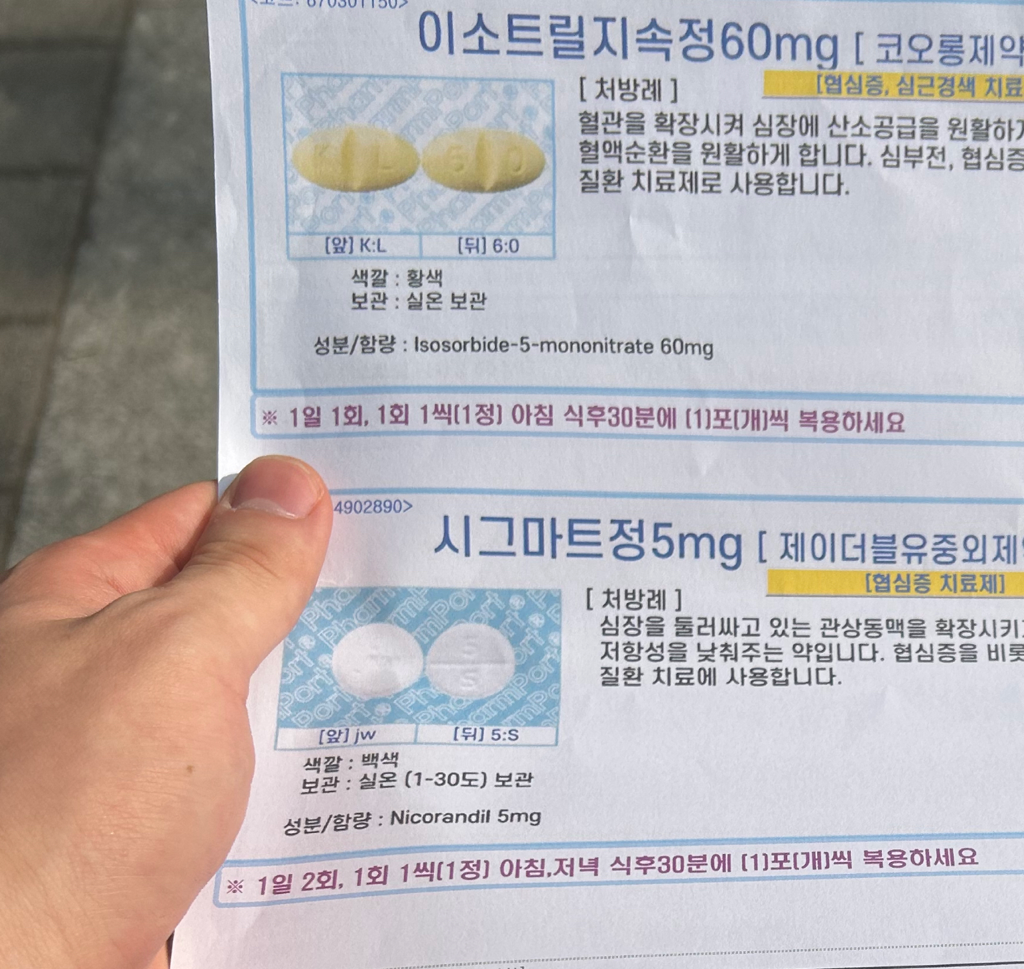 670301150>
이소트릴지속정60mg [ 코오롱제약
[ 처방례 ]
[협심증, 심근경색 치료
혈관을 확장시켜 심장에 산소공급을 원활하게
혈액순환을 원활하게 합니다. 심부전, 협심증
질환 치료제로 사용합니다.
K L 6 0
[앞] K:L [뒤] 6:0
색깔 : 황색
보관 : 실온 보관
성분/함량 : Isosorbide-5-mononitrate 60mg
※ 1일 1회, 1회 1씩(1정) 아침 식후30분에 (1)포(개)씩 복용하세요
4902890>
시그마트정5mg [ 제이더블유중외제약
[협심증 치료제]
[ 처방례 ]
심장을 둘러싸고 있는 관상동맥을 확장시키
저항성을 낮춰주는 약입니다. 협심증을 비롯
질환 치료에 사용합니다.
5
S
[앞] jw [뒤] 5:S
색깔 : 백색
보관 : 실온 (1-30도) 보관
성분/함량 : Nicorandil 5mg
※ 1일 2회, 1회 1씩(1정) 아침,저녁 식후30분에 (1)포(개)씩 복용하세요